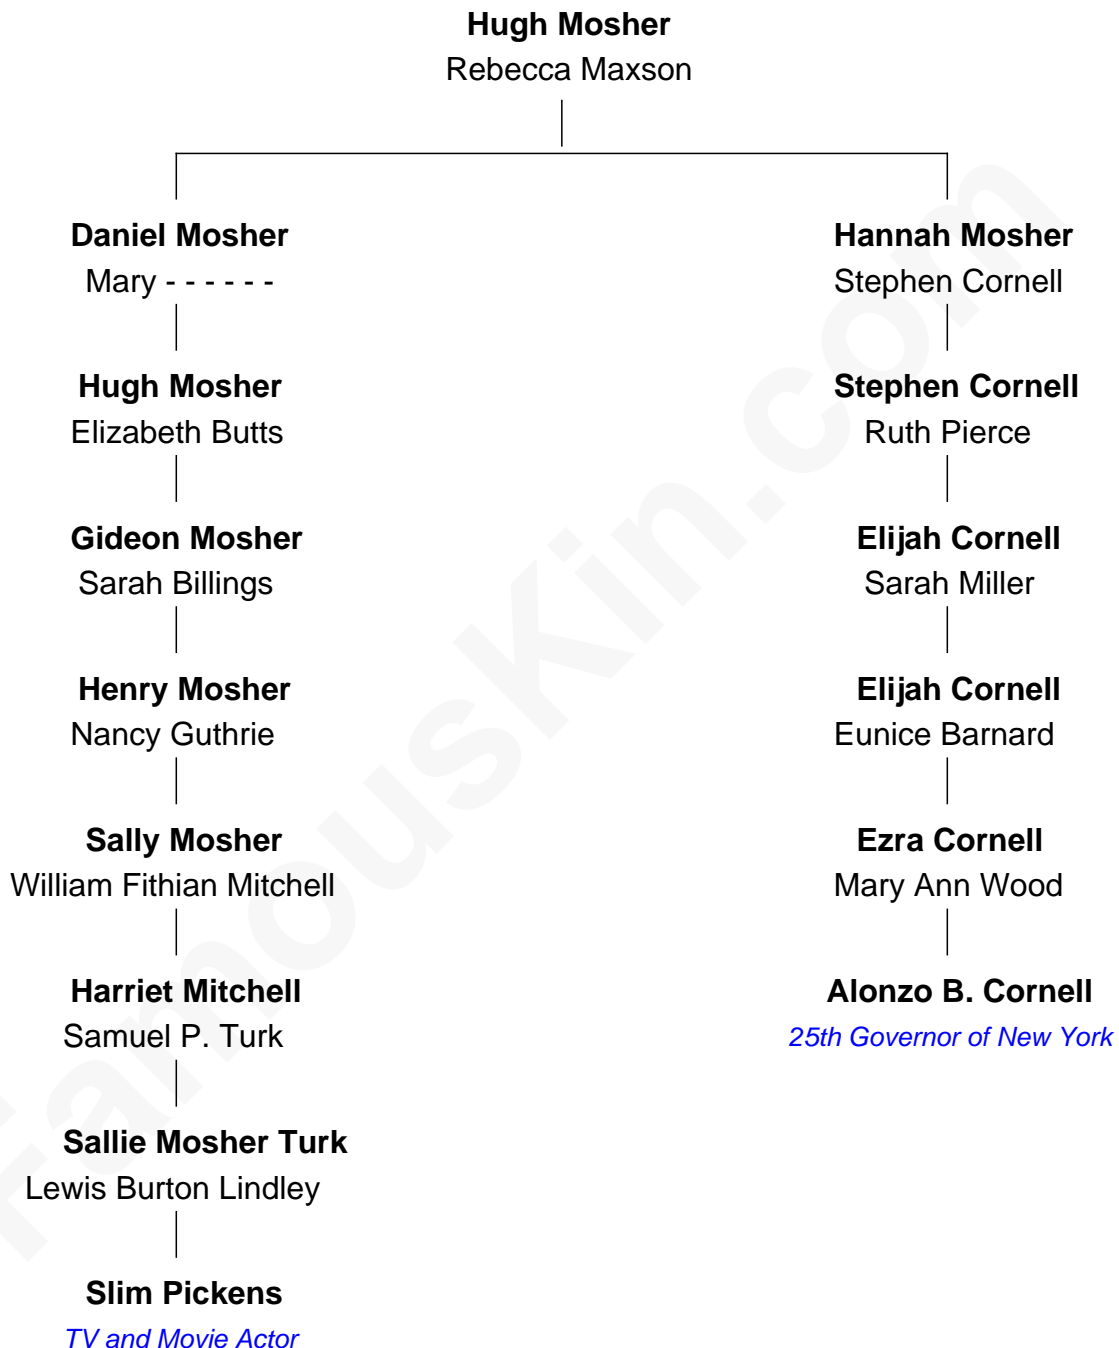 Hugh Mosher
Rebecca Maxson
Daniel Mosher
Mary - - - - - -
Hugh Mosher
Elizabeth Butts
Gideon Mosher
Sarah Billings
Henry Mosher
Nancy Guthrie
Sally Mosher
William Fithian Mitchell
Harriet Mitchell
Samuel P. Turk
Sallie Mosher Turk
Lewis Burton Lindley
Slim Pickens
TV and Movie Actor
Hannah Mosher
Stephen Cornell
Stephen Cornell
Ruth Pierce
Elijah Cornell
Sarah Miller
Elijah Cornell
Eunice Barnard
Ezra Cornell
Mary Ann Wood
Alonzo B. Cornell
25th Governor of New York
FamousKin.com